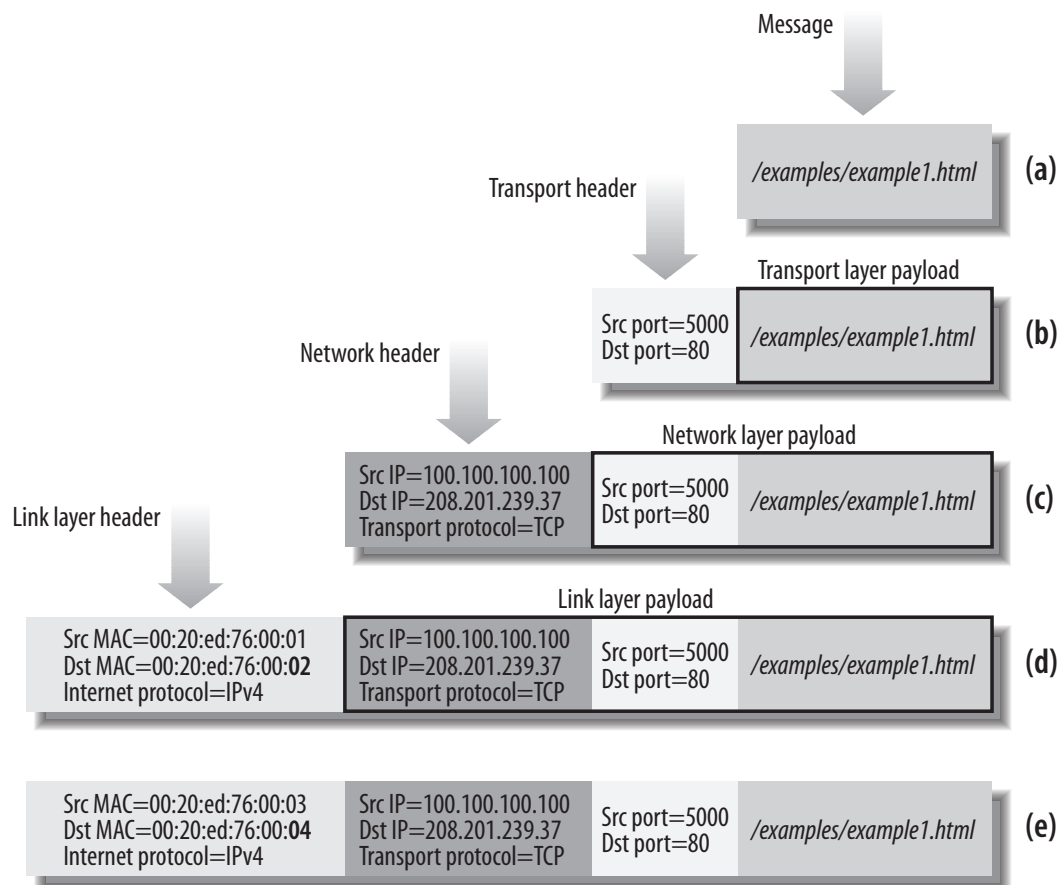 Message
/examples/example1.html
(a)
Transport header
Transport layer payload
Src port=5000
Dst port=80
/examples/example1.html
(b)
Network header
Network layer payload
Src IP=100.100.100.100
Dst IP=208.201.239.37
Transport protocol=TCP
Src port=5000
Dst port=80
/examples/example1.html
(c)
Link layer header
Link layer payload
Src MAC=00:20:ed:76:00:01
Dst MAC=00:20:ed:76:00:02
Internet protocol=IPv4
Src IP=100.100.100.100
Dst IP=208.201.239.37
Transport protocol=TCP
Src port=5000
Dst port=80
/examples/example1.html
(d)
Src MAC=00:20:ed:76:00:03
Dst MAC=00:20:ed:76:00:04
Internet protocol=IPv4
Src IP=100.100.100.100
Dst IP=208.201.239.37
Transport protocol=TCP
Src port=5000
Dst port=80
/examples/example1.html
(e)